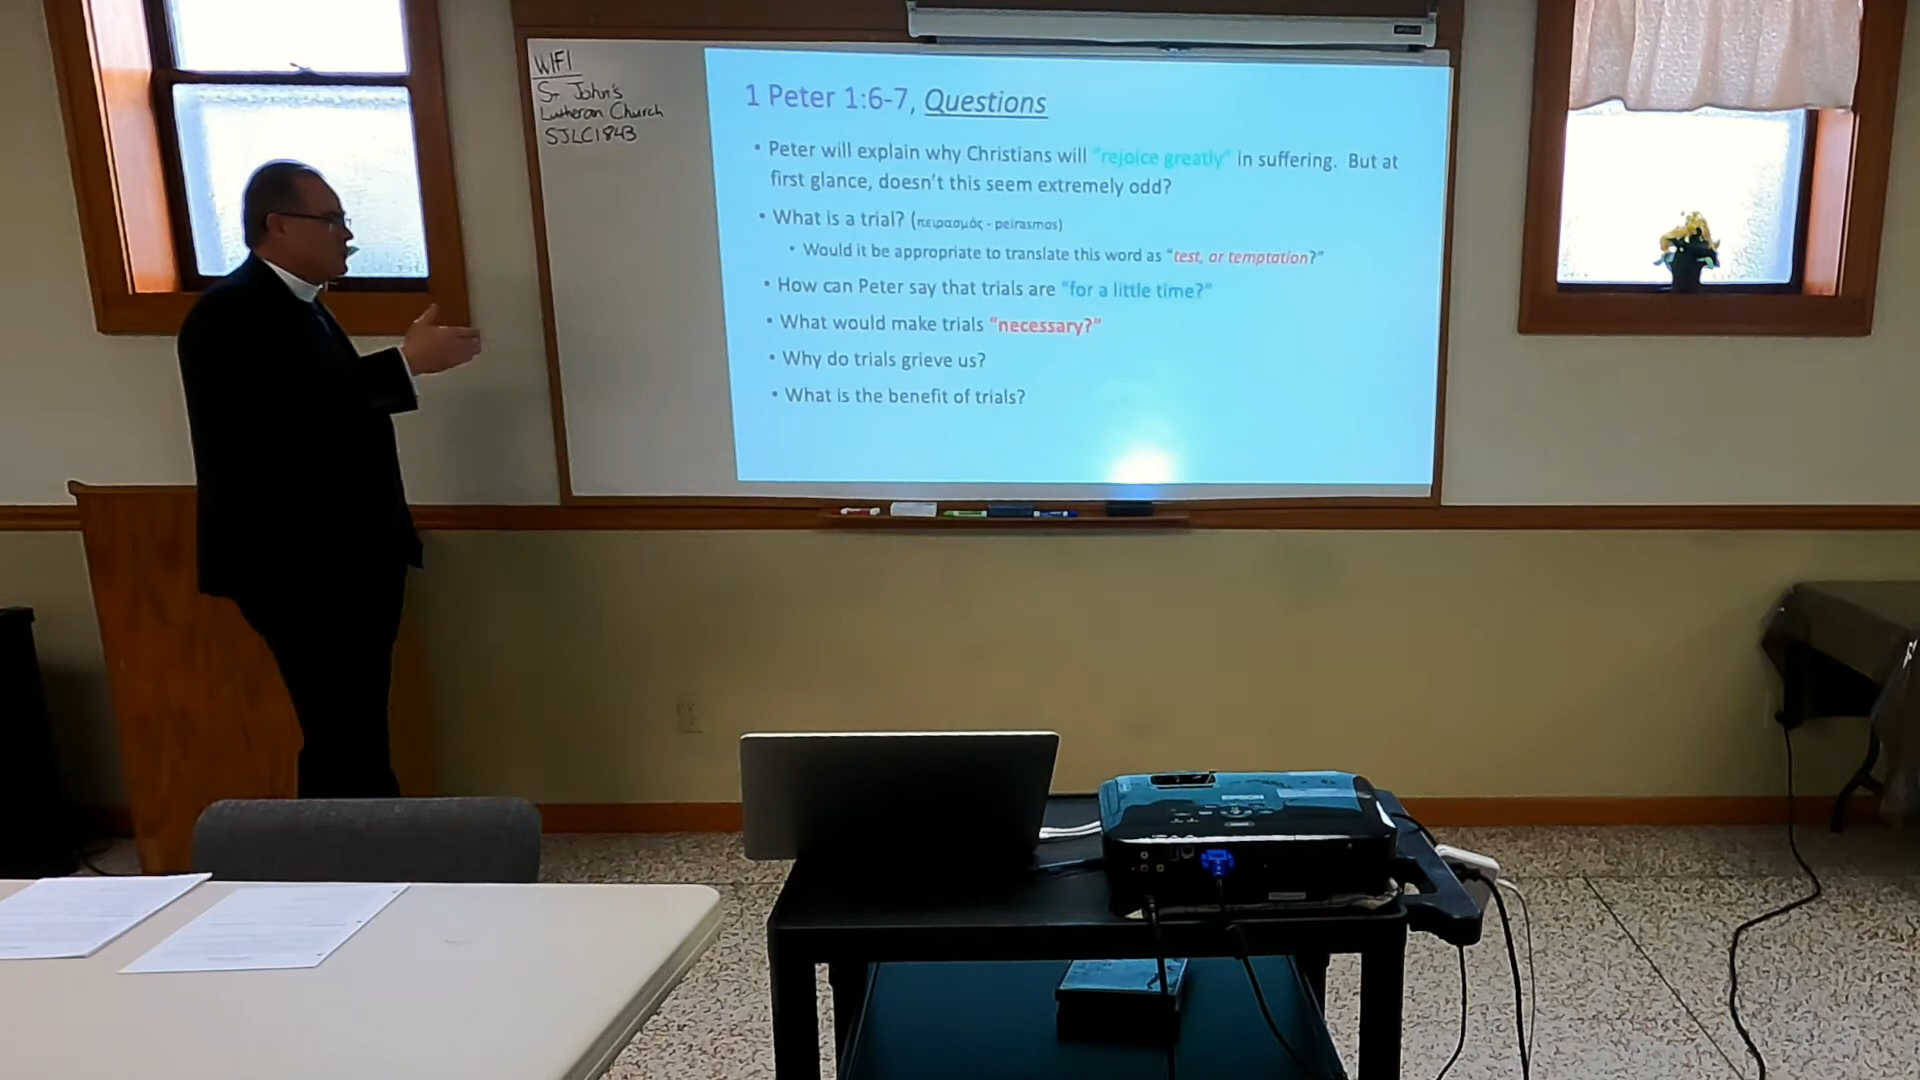 WIFI
St. John's
Lutheran Church
SJLC1843
1 Peter 1:6-7, Questions
• Peter will explain why Christians will “rejoice greatly” in suffering. But at
first glance, doesn't this seem extremely odd?
• What is a trial? (πειρασμός - peirasmos)
• Would it be appropriate to translate this word as “test, or temptation?”
• How can Peter say that trials are “for a little time?”
• What would make trials “necessary?”
• Why do trials grieve us?
• What is the benefit of trials?
EPSON